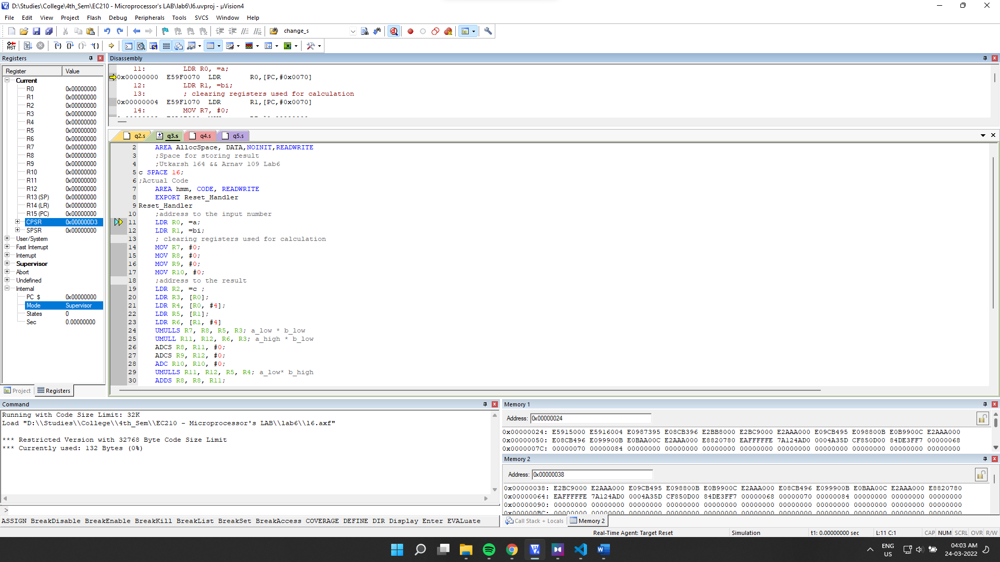 D:\Studies\College\4th_Sem\EC210 - Microprocessor's LAB\lab6\l6.uvproj - µVision4
File Edit View Project Flash Debug Peripherals Tools SVCS Window Help
change_s
RST
Registers
Register Value
Current
R0 0x00000000
R1 0x00000000
R2 0x00000000
R3 0x00000000
R4 0x00000000
R5 0x00000000
R6 0x00000000
R7 0x00000000
R8 0x00000000
R9 0x00000000
R10 0x00000000
R11 0x00000000
R12 0x00000000
R13 (SP) 0x00000000
R14 (LR) 0x00000000
R15 (PC) 0x00000000
CPSR 0x000000D3
SPSR 0x00000000
User/System
Fast Interrupt
Interrupt
Supervisor
Abort
Undefined
Internal
PC $ 0x00000000
Mode Supervisor
States 0
Sec 0.00000000
Project Registers
Disassembly
11: LDR R0, =a;
0x00000000 E59F0070 LDR R0,[PC,#0x0070]
12: LDR R1, =bi;
13: ; clearing registers used for calculation
0x00000004 E59F1070 LDR R1,[PC,#0x0070]
14: MOV R7, #0;
q2.s q3.s q4.s q5.s
2 AREA AllocSpace, DATA,NOINIT,READWRITE
3 ;Space for storing result
4 ;Utkarsh 164 && Arnav 109 Lab6
5 c SPACE 16;
6 ;Actual Code
7 AREA hmm, CODE, READWRITE
8 EXPORT Reset_Handler
9 Reset_Handler
10 ;address to the input number
11 LDR R0, =a;
12 LDR R1, =bi;
13 ; clearing registers used for calculation
14 MOV R7, #0;
15 MOV R8, #0;
16 MOV R9, #0;
17 MOV R10, #0;
18 ;address to the result
19 LDR R2, =c ;
20 LDR R3, [R0];
21 LDR R4, [R0, #4];
22 LDR R5, [R1];
23 LDR R6, [R1, #4]
24 UMULLS R7, R8, R5, R3; a_low * b_low
25 UMULL R11, R12, R6, R3; a_high * b_low
26 ADCS R8, R11, #0;
27 ADCS R9, R12, #0;
28 ADC R10, R10, #0;
29 UMULLS R11, R12, R5, R4; a_low* b_high
30 ADDS R8, R8, R11;
Command
Running with Code Size Limit: 32K
Load "D:\\Studies\\College\\4th_Sem\\EC210 - Microprocessor's LAB\\lab6\\l6.axf"
*** Restricted Version with 32768 Byte Code Size Limit
*** Currently used: 132 Bytes (0%)
>
ASSIGN BreakDisable BreakEnable BreakKill BreakList BreakSet BreakAccess COVERAGE DEFINE DIR Display Enter EVALuate
Memory 1
Address: 0x00000024
0x00000024: E5915000 E5916004 E0987395 E08CB396 E2BB8000 E2BC9000 E2AAA000 E09CB495 E098800B E0B9900C E2AAA000
0x00000050: E08CB496 E099900B E0BAA00C E2AAA000 E8820780 EAFFFFFE 7A124AD0 0004A35D CF850D00 84DE3FF7 00000068
0x0000007C: 00000070 00000084 00000000 00000000 00000000 00000000 00000000 00000000 00000000 00000000 00000000
Memory 2
Address: 0x00000038
0x00000038: E2BC9000 E2AAA000 E09CB495 E098800B E0B9900C E2AAA000 E08CB496 E099900B E0BAA00C E2AAA000 E8820780
0x00000064: EAFFFFFE 7A124AD0 0004A35D CF850D00 84DE3FF7 00000068 00000070 00000084 00000000 00000000 00000000
0x00000090: 00000000 00000000 00000000 00000000 00000000 00000000 00000000 00000000 00000000 00000000 00000000
0x000000BC: 00000000 00000000 00000000 00000000 00000000 00000000 00000000 00000000 00000000 00000000 00000000
Call Stack + Locals Memory 2
Real-Time Agent: Target Reset Simulation t1: 0.00000000 sec L:11 C:1 CAP NUM SCRL OVR R/W
ENG
US
04:03 AM
24-03-2022